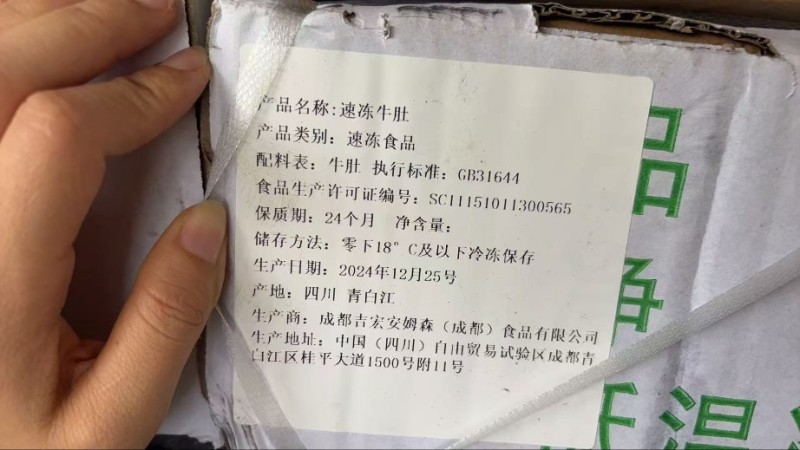 产品名称:速冻牛肚
产品类别：速冻食品
配料表：牛肚 执行标准：GB31644
食品生产许可证编号：SC11151011300565
保质期：24个月 净含量：
储存方法：零下18°C及以下冷冻保存
生产日期：2024年12月25号
产地：四川 青白江
生产商：成都吉宏安姆森（成都）食品有限公司
生产地址：中国（四川）自由贸易试验区成都青
白江区桂平大道1500号附11号
品
温